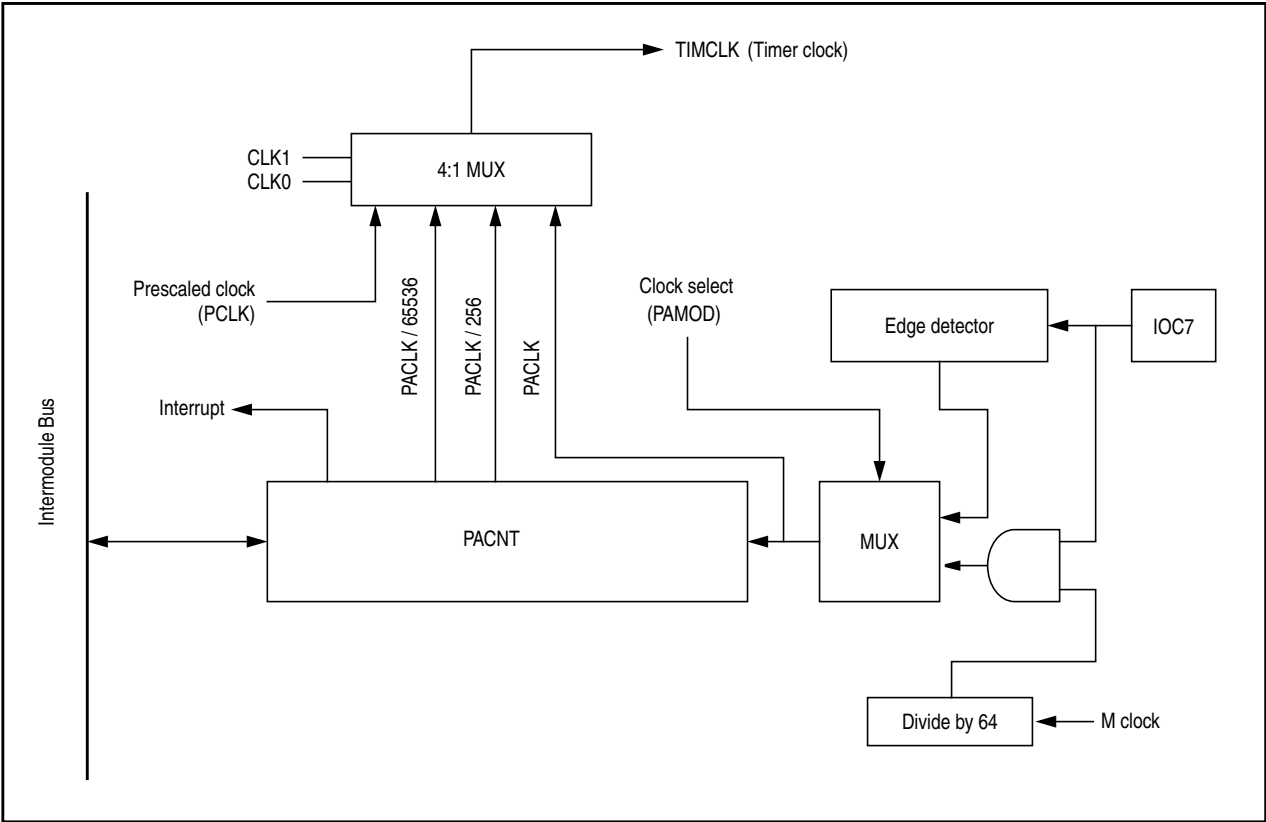 TIMCLK (Timer clock)
CLK1
CLK0
4:1 MUX
Prescaled clock
(PCLK)
PACLK / 65536
PACLK / 256
PACLK
Clock select
(PAMOD)
Edge detector
IOC7
Interrupt
Intermodule Bus
PACNT
MUX
Divide by 64
M clock